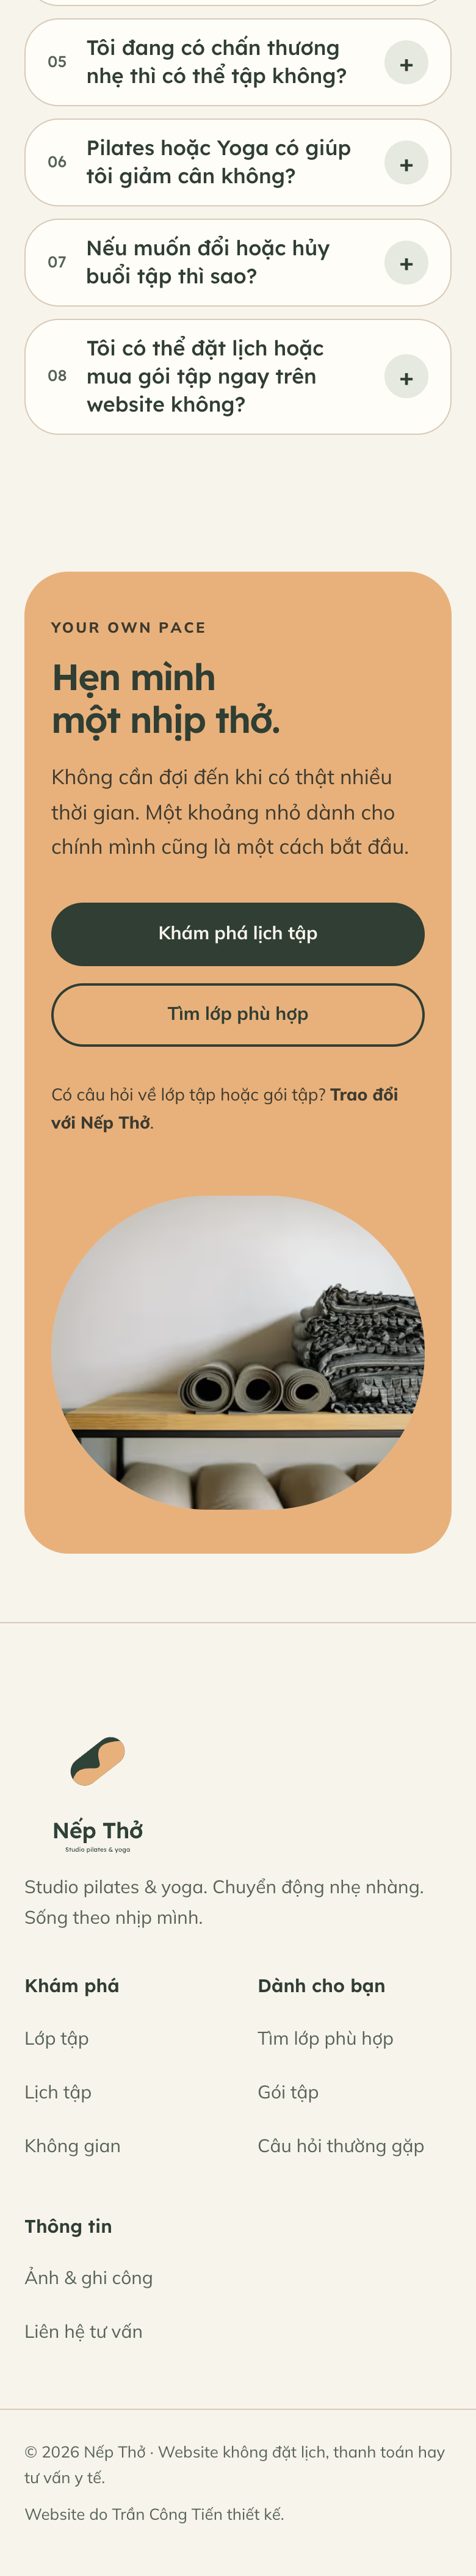 05
Tôi đang có chấn thương
nhẹ thì có thể tập không?
+
06
Pilates hoặc Yoga có giúp
tôi giảm cân không?
+
07
Nếu muốn đổi hoặc hủy
buổi tập thì sao?
+
08
Tôi có thể đặt lịch hoặc
mua gói tập ngay trên
website không?
+
YOUR OWN PACE
Hẹn mình
một nhịp thở.
Không cần đợi đến khi có thật nhiều
thời gian. Một khoảng nhỏ dành cho
chính mình cũng là một cách bắt đầu.
Khám phá lịch tập
Tìm lớp phù hợp
Có câu hỏi về lớp tập hoặc gói tập? Trao đổi
với Nếp Thở.
Nếp Thở
Studio pilates & yoga
Studio pilates & yoga. Chuyển động nhẹ nhàng.
Sống theo nhịp mình.
Khám phá
Lớp tập
Lịch tập
Không gian
Dành cho bạn
Tìm lớp phù hợp
Gói tập
Câu hỏi thường gặp
Thông tin
Ảnh & ghi công
Liên hệ tư vấn
© 2026 Nếp Thở · Website không đặt lịch, thanh toán hay
tư vấn y tế.
Website do Trần Công Tiến thiết kế.